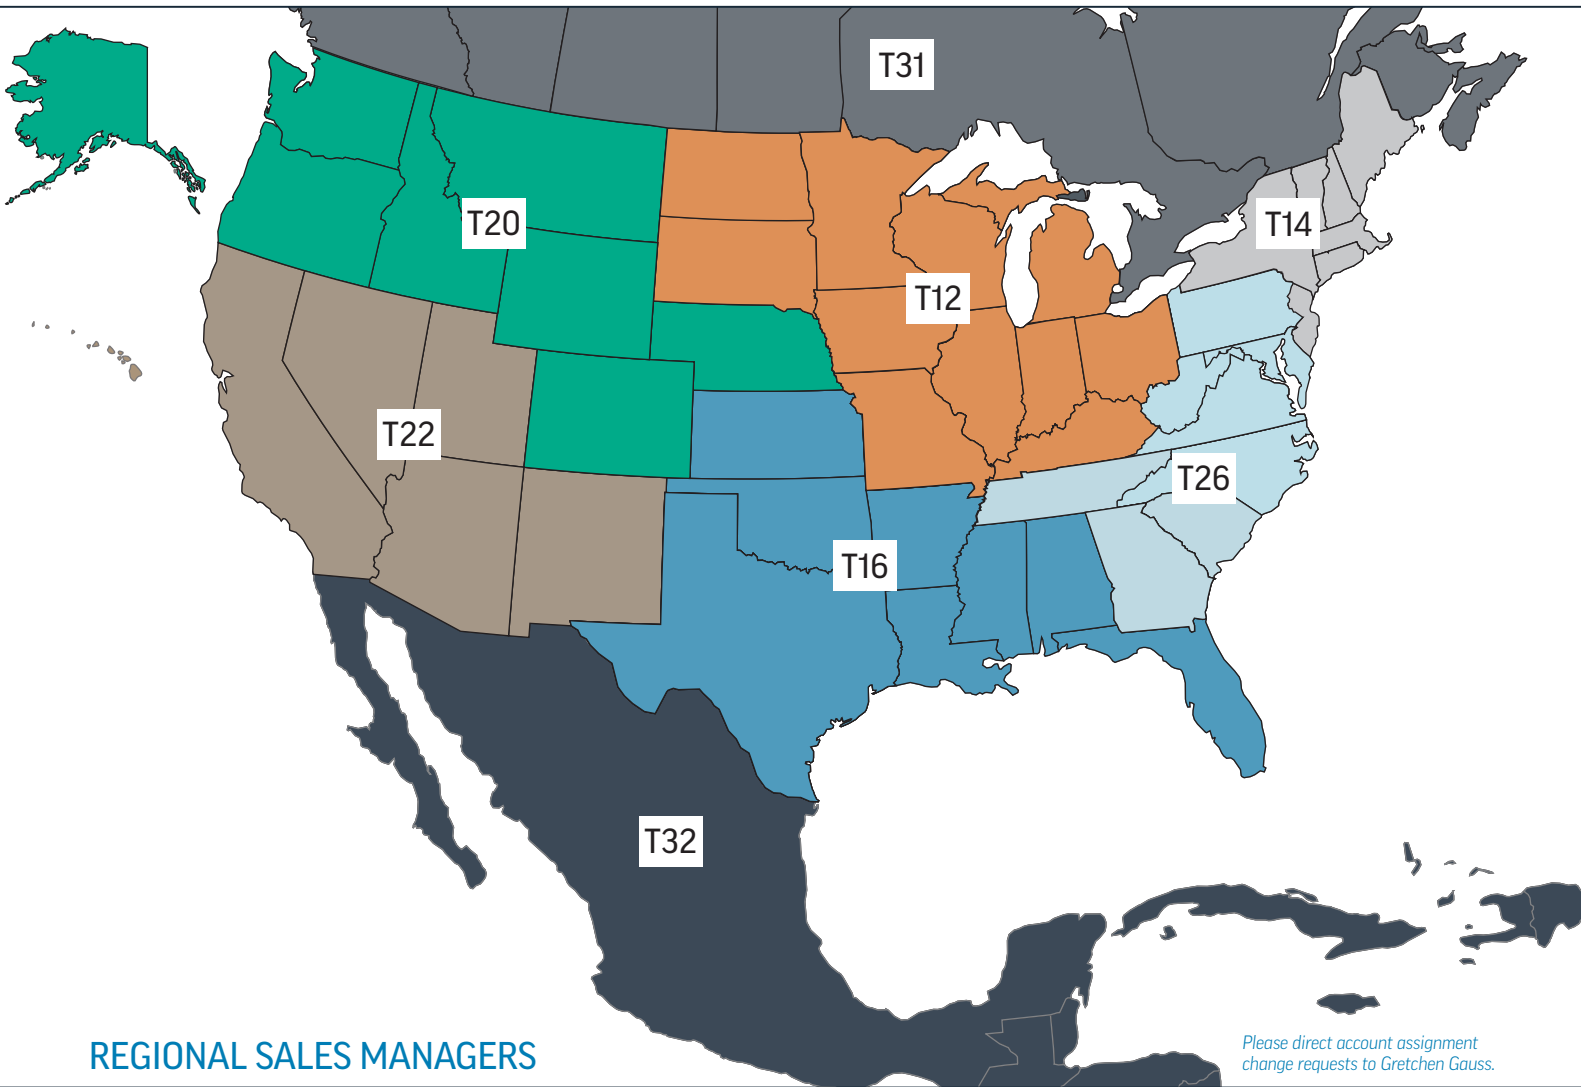 T31
T20
T14
T12
T22
T26
T16
T32
REGIONAL SALES MANAGERS
Please direct account assignment
change requests to Gretchen Gauss.